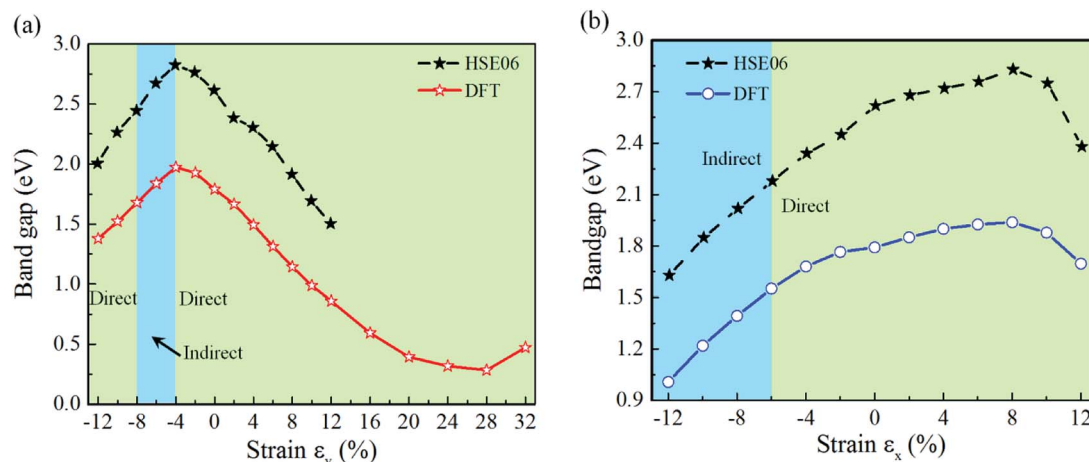 (a)
3.0
2.5
2.0
1.5
1.0
0.5
0.0
Band gap (eV)
HSE06
DFT
Direct
Direct
Indirect
-12 -8 -4 0 4 8 12 16 20 24 28 32
Strain εy (%)
(b)
3.0
2.7
2.4
2.1
1.8
1.5
1.2
0.9
Bandgap (eV)
HSE06
DFT
Indirect
Direct
-12 -8 -4 0 4 8 12
Strain εx (%)